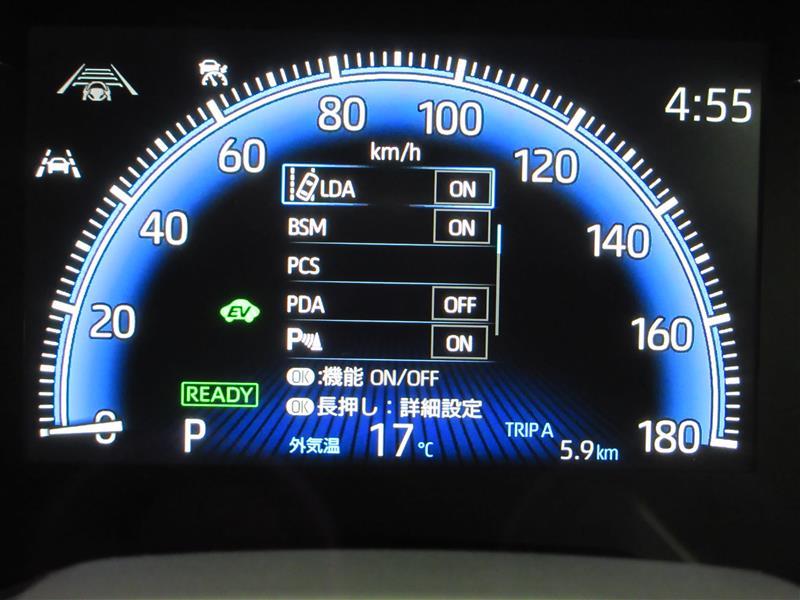 4:55
80
100
km/h
60
120
LDA ON
40
BSM ON
140
PCS
EV
PDA OFF
20
160
P ON
OK:機能 ON/OFF
READY
OK長押し:詳細設定
0
P
外気温 17℃
TRIP A
5.9km
180